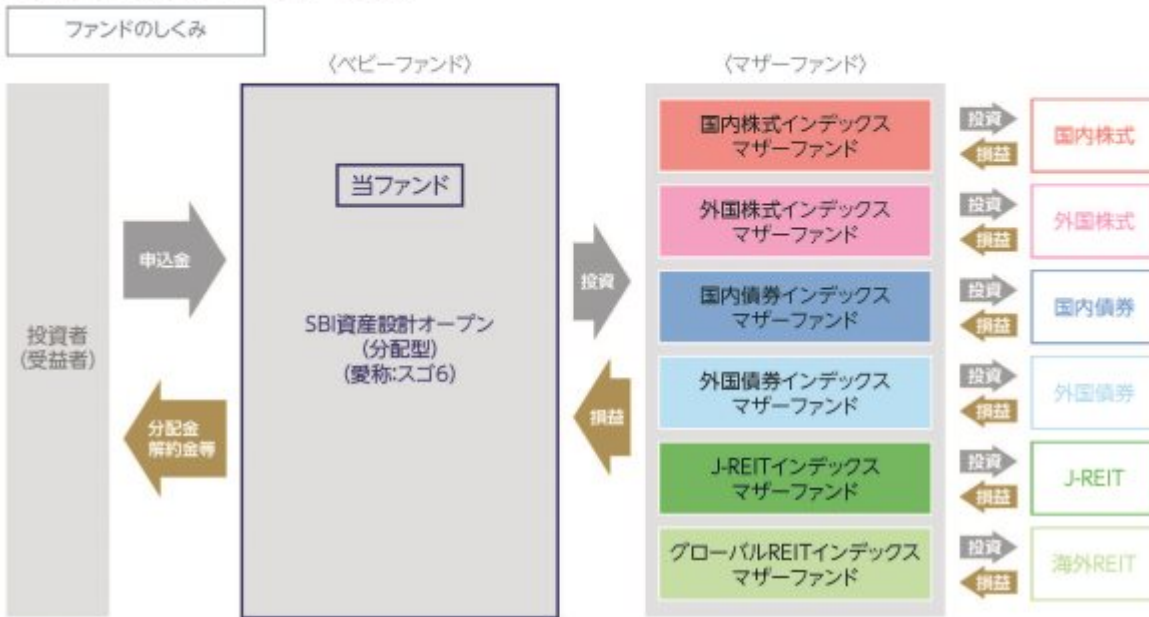 ファンドのしくみ
〈ベビーファンド〉
〈マザーファンド〉
投資者
(受益者)
申込金
分配金
解約金等
当ファンド
SBI資産設計オープン
(分配型)
(愛称:スゴ6)
投資
損益
国内株式インデックス
マザーファンド
投資
損益
国内株式
外国株式インデックス
マザーファンド
投資
損益
外国株式
国内債券インデックス
マザーファンド
投資
損益
国内債券
外国債券インデックス
マザーファンド
投資
損益
外国債券
J-REITインデックス
マザーファンド
投資
損益
J-REIT
グローバルREITインデックス
マザーファンド
投資
損益
海外REIT